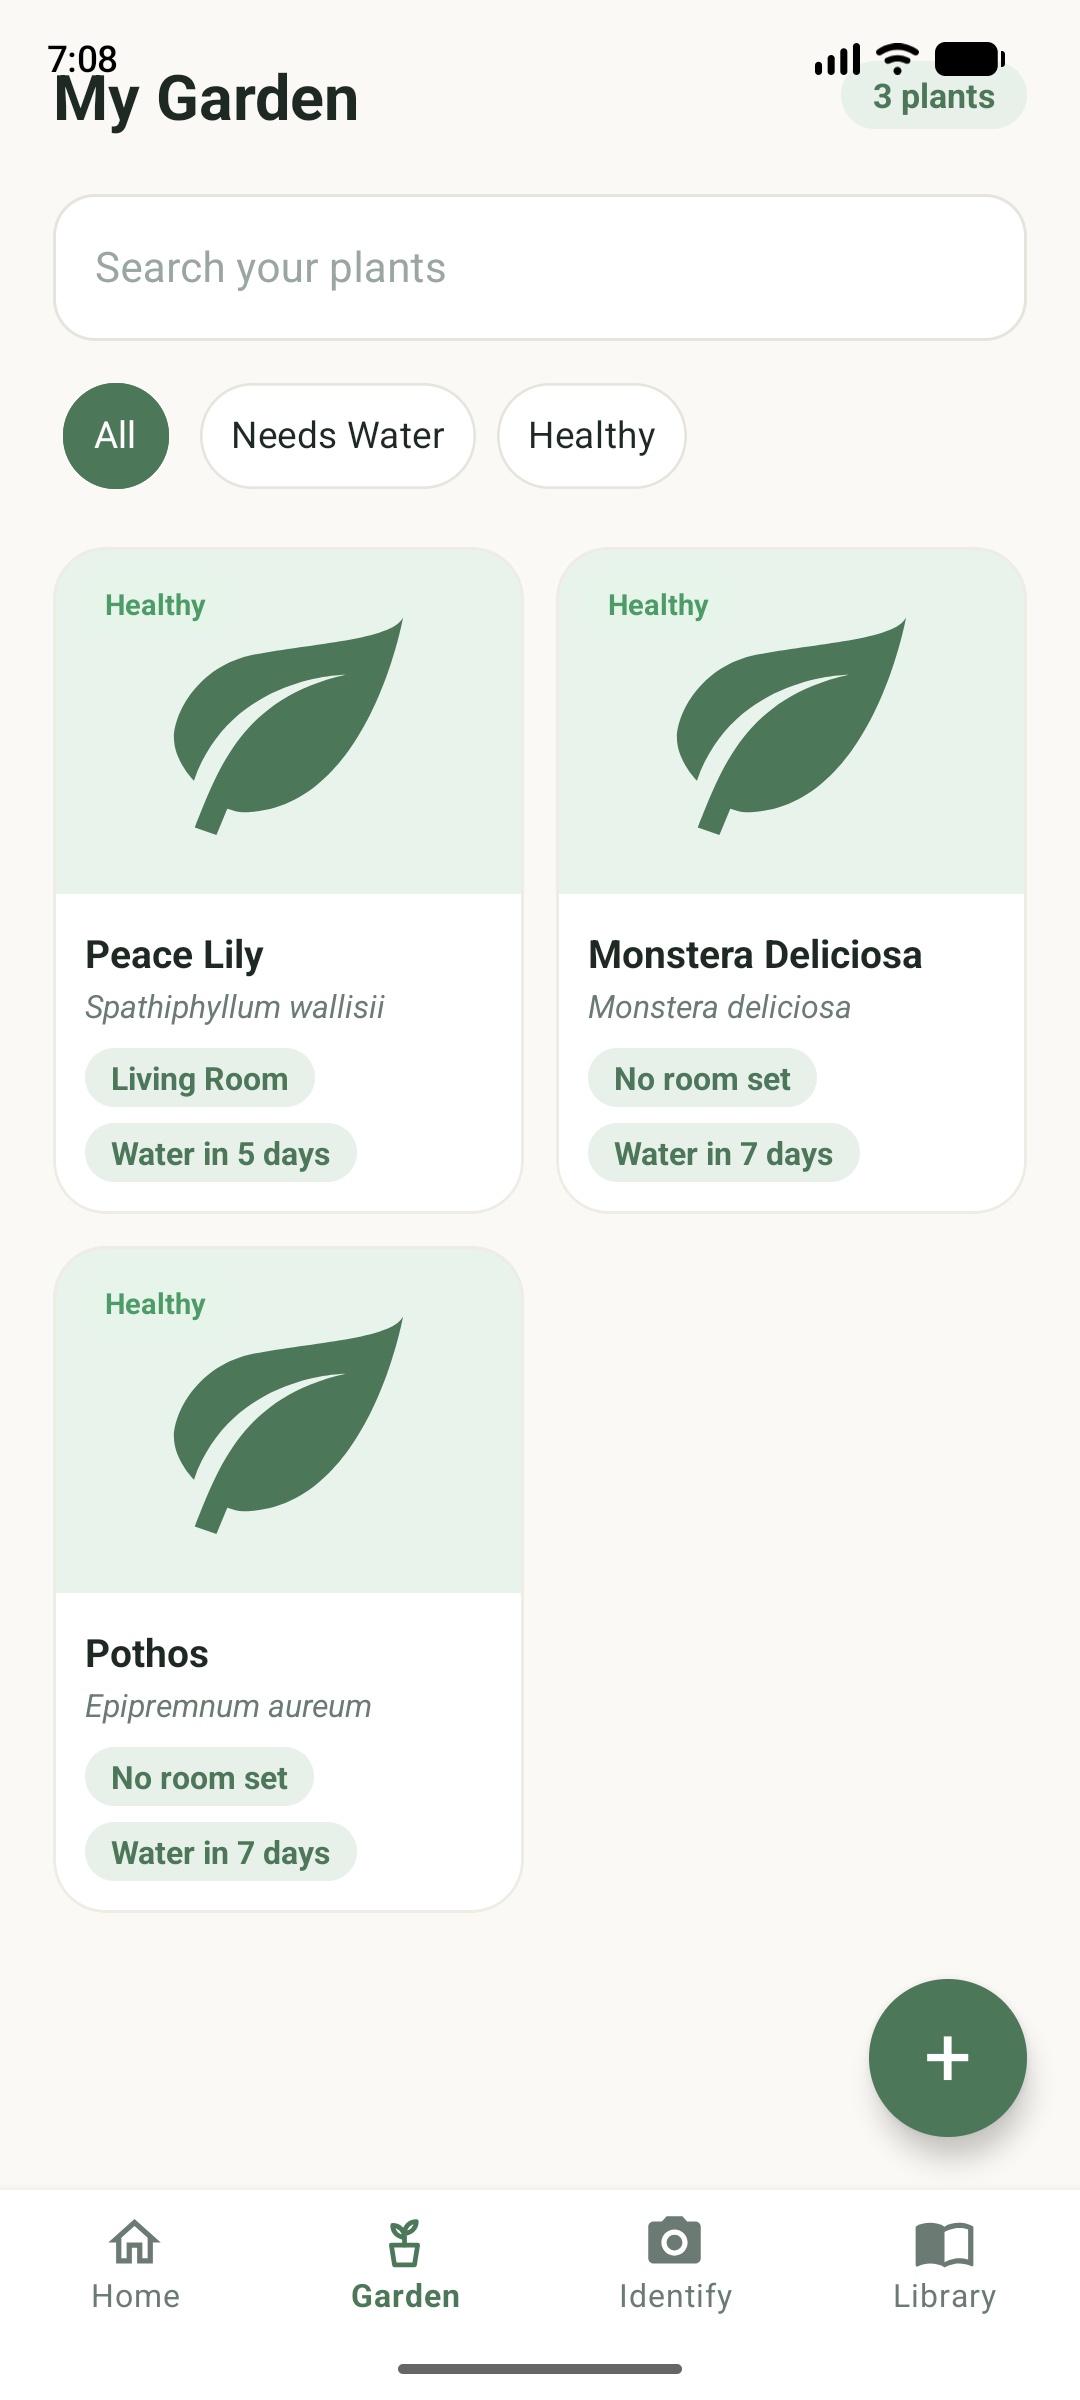 7:08
My Garden
3 plants
Search your plants
All
Needs Water
Healthy
Healthy
Peace Lily
Spathiphyllum wallisii
Living Room
Water in 5 days
Healthy
Monstera Deliciosa
Monstera deliciosa
No room set
Water in 7 days
Healthy
Pothos
Epipremnum aureum
No room set
Water in 7 days
+
Home
Garden
Identify
Library